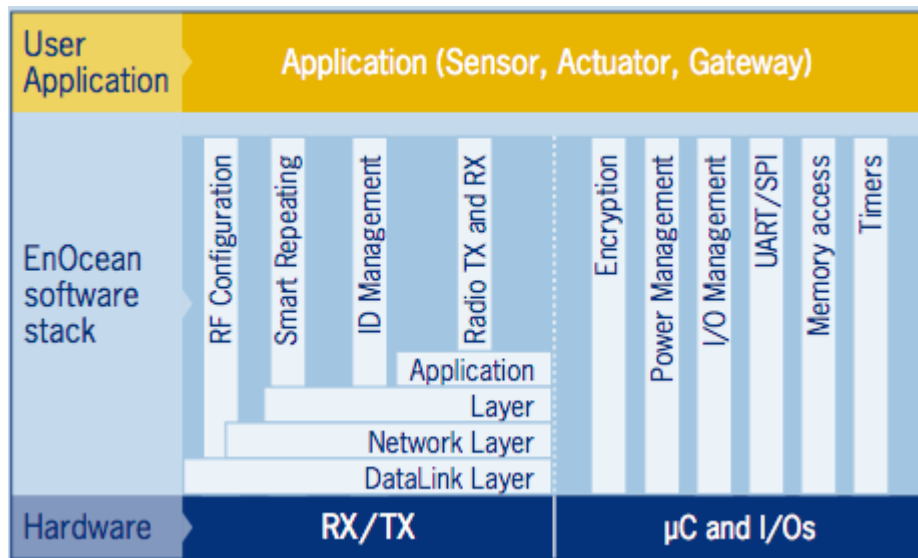 User
Application
Application (Sensor, Actuator, Gateway)
EnOcean
software
stack
RF Configuration
Smart Repeating
ID Management
Radio TX and RX
Application
Layer
Network Layer
DataLink Layer
Encryption
Power Management
I/O Management
UART/SPI
Memory access
Timers
Hardware
RX/TX
µC and I/Os